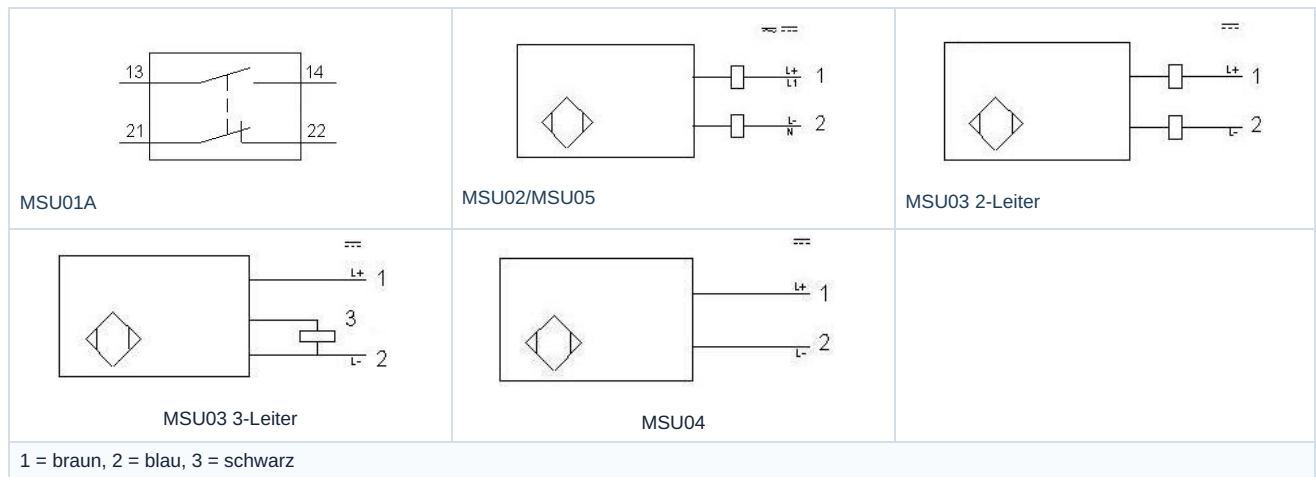 13 14
21 22
MSU01A
L+ 1
L1
L- 2
N
MSU02/MSU05
L+ 1
L- 2
MSU03 2-Leiter
L+ 1
3
L- 2
MSU03 3-Leiter
L+ 1
L- 2
MSU04
1 = braun, 2 = blau, 3 = schwarz